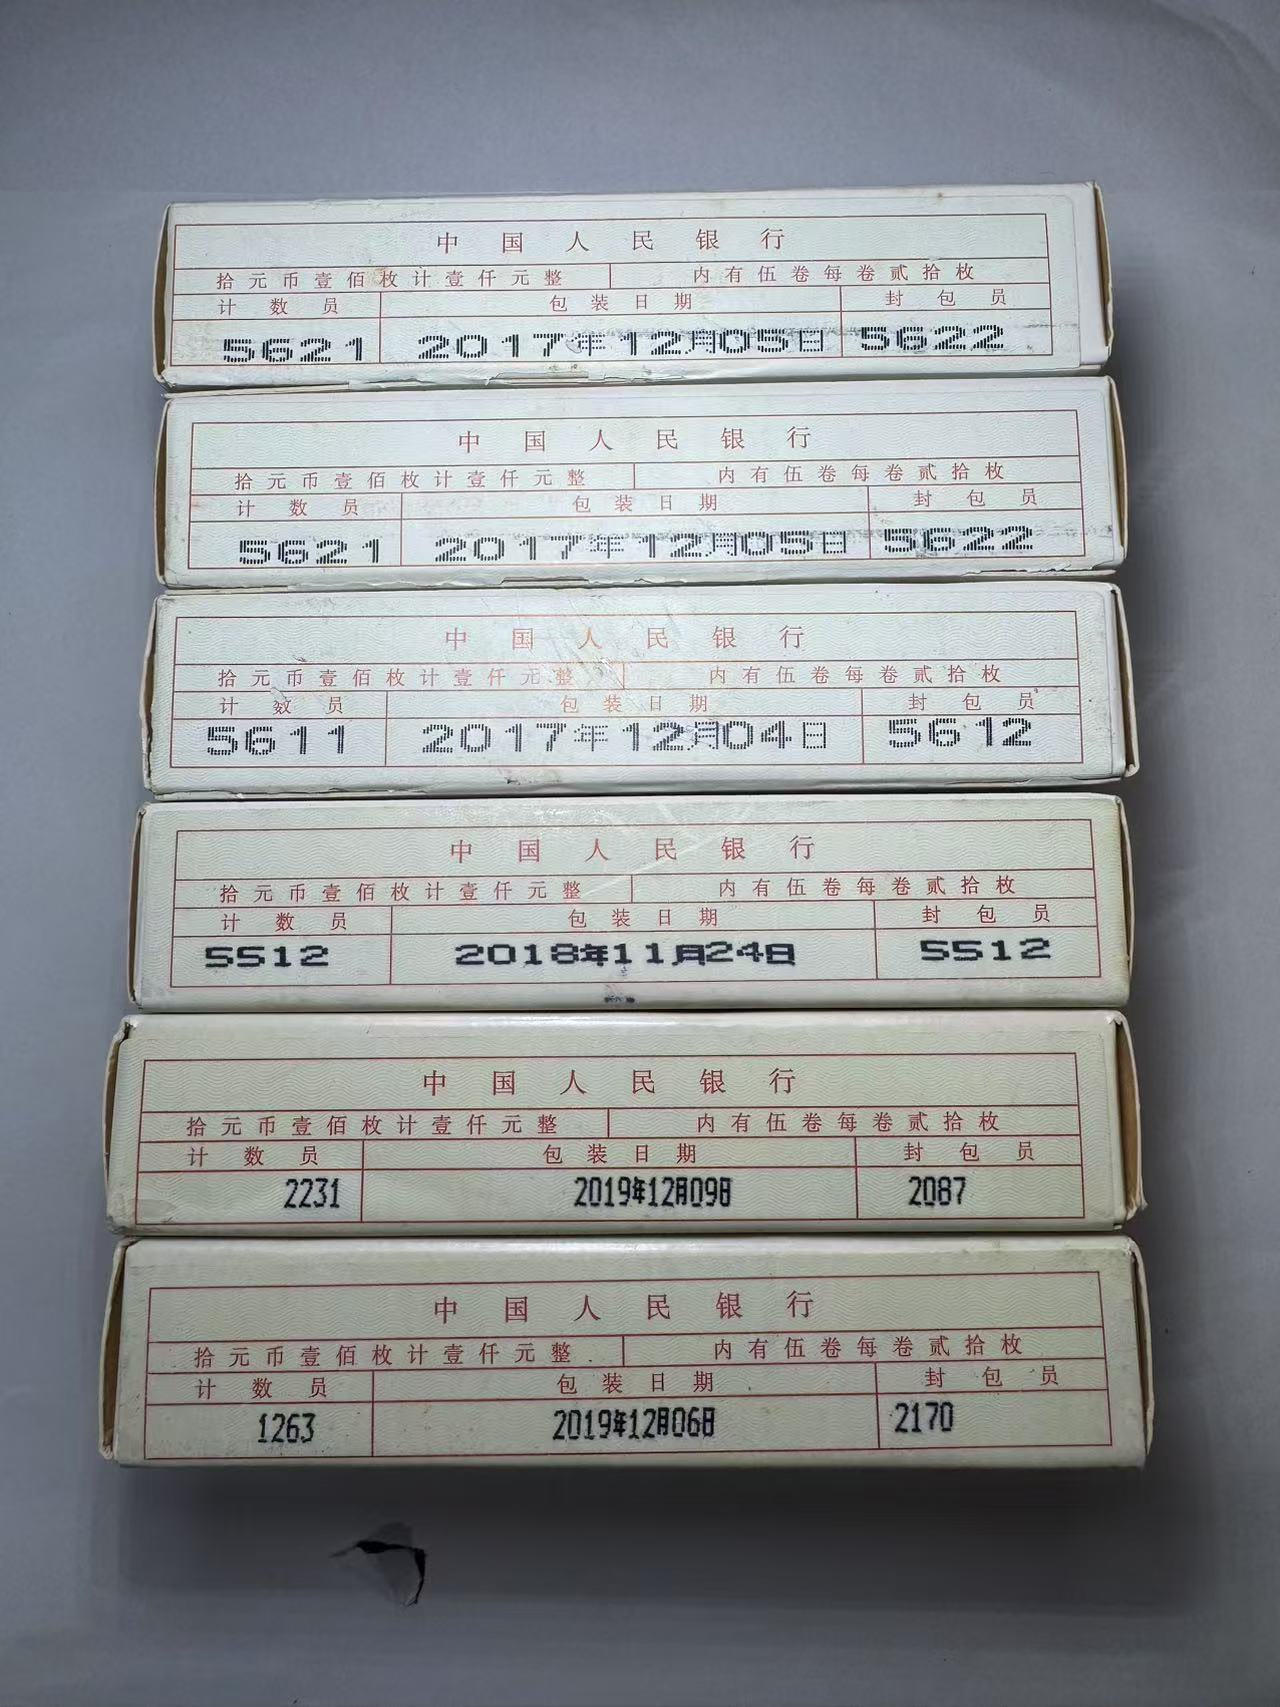 中国人民银行
拾元币壹佰枚计壹仟元整 内有伍卷每卷贰拾枚
计数员 包装日期 封包员
5621 2017年12月05日 5622
中国人民银行
拾元币壹佰枚计壹仟元整 内有伍卷每卷贰拾枚
计数员 包装日期 封包员
5621 2017年12月05日 5622
中国人民银行
拾元币壹佰枚计壹仟元整 内有伍卷每卷贰拾枚
计数员 包装日期 封包员
5611 2017年12月04日 5612
中国人民银行
拾元币壹佰枚计壹仟元整 内有伍卷每卷贰拾枚
计数员 包装日期 封包员
5512 2018年11月24日 5512
中国人民银行
拾元币壹佰枚计壹仟元整 内有伍卷每卷贰拾枚
计数员 包装日期 封包员
2231 2019年12月09日 2087
中国人民银行
拾元币壹佰枚计壹仟元整 内有伍卷每卷贰拾枚
计数员 包装日期 封包员
1263 2019年12月06日 2170